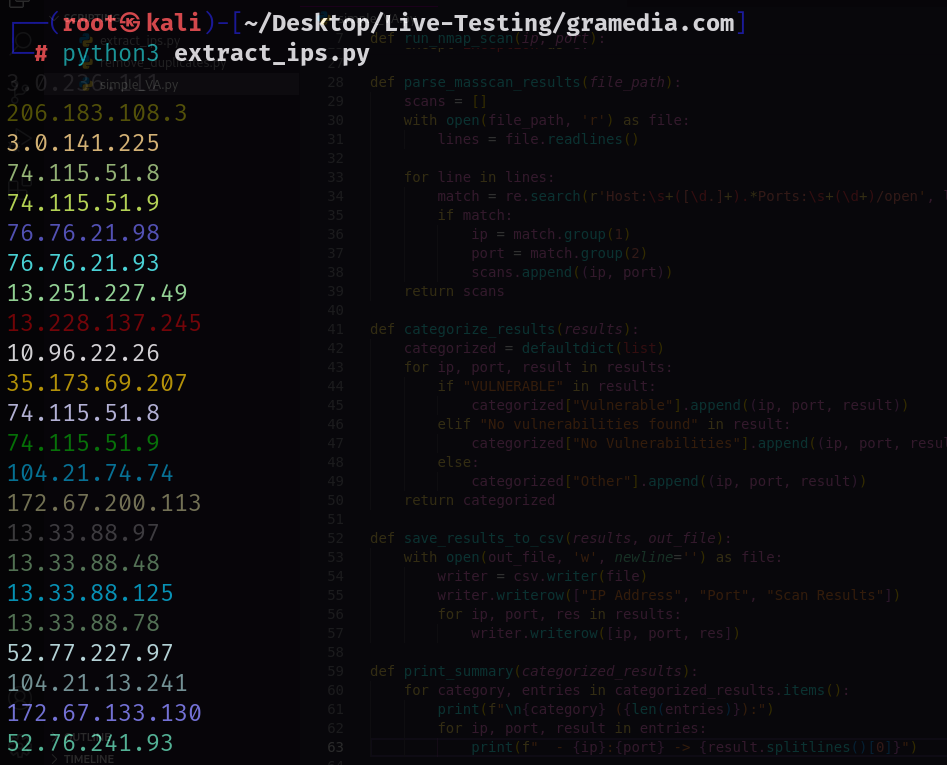 ┌──(root㉿kali)-[~/Desktop/Live-Testing/gramedia.com]
└─# python3 extract_ips.py
3.0.236.111
206.183.108.3
3.0.141.225
74.115.51.8
74.115.51.9
76.76.21.98
76.76.21.93
13.251.227.49
13.228.137.245
10.96.22.26
35.173.69.207
74.115.51.8
74.115.51.9
104.21.74.74
172.67.200.113
13.33.88.97
13.33.88.48
13.33.88.125
13.33.88.78
52.77.227.97
104.21.13.241
172.67.133.130
52.76.241.93
extract_ips.py
remove_duplicates.py
simple_VA.py
OUTLINE
TIMELINE
7 def run_nmap_scan(ip, port):
28 def parse_masscan_results(file_path):
29 scans = []
30 with open(file_path, 'r') as file:
31 lines = file.readlines()
32
33 for line in lines:
34 match = re.search(r'Host:\s+([\d.]+).*Ports:\s+(\d+)/open',
35 if match:
36 ip = match.group(1)
37 port = match.group(2)
38 scans.append((ip, port))
39 return scans
40
41 def categorize_results(results):
42 categorized = defaultdict(list)
43 for ip, port, result in results:
44 if "VULNERABLE" in result:
45 categorized["Vulnerable"].append((ip, port, result))
46 elif "No vulnerabilities found" in result:
47 categorized["No Vulnerabilities"].append((ip, port, resu
48 else:
49 categorized["Other"].append((ip, port, result))
50 return categorized
51
52 def save_results_to_csv(results, out_file):
53 with open(out_file, 'w', newline='') as file:
54 writer = csv.writer(file)
55 writer.writerow(["IP Address", "Port", "Scan Results"])
56 for ip, port, res in results:
57 writer.writerow([ip, port, res])
58
59 def print_summary(categorized_results):
60 for category, entries in categorized_results.items():
61 print(f"\n{category} ({len(entries)}):")
62 for ip, port, result in entries:
63 print(f"  - {ip}:{port} -> {result.splitlines()[0]}")